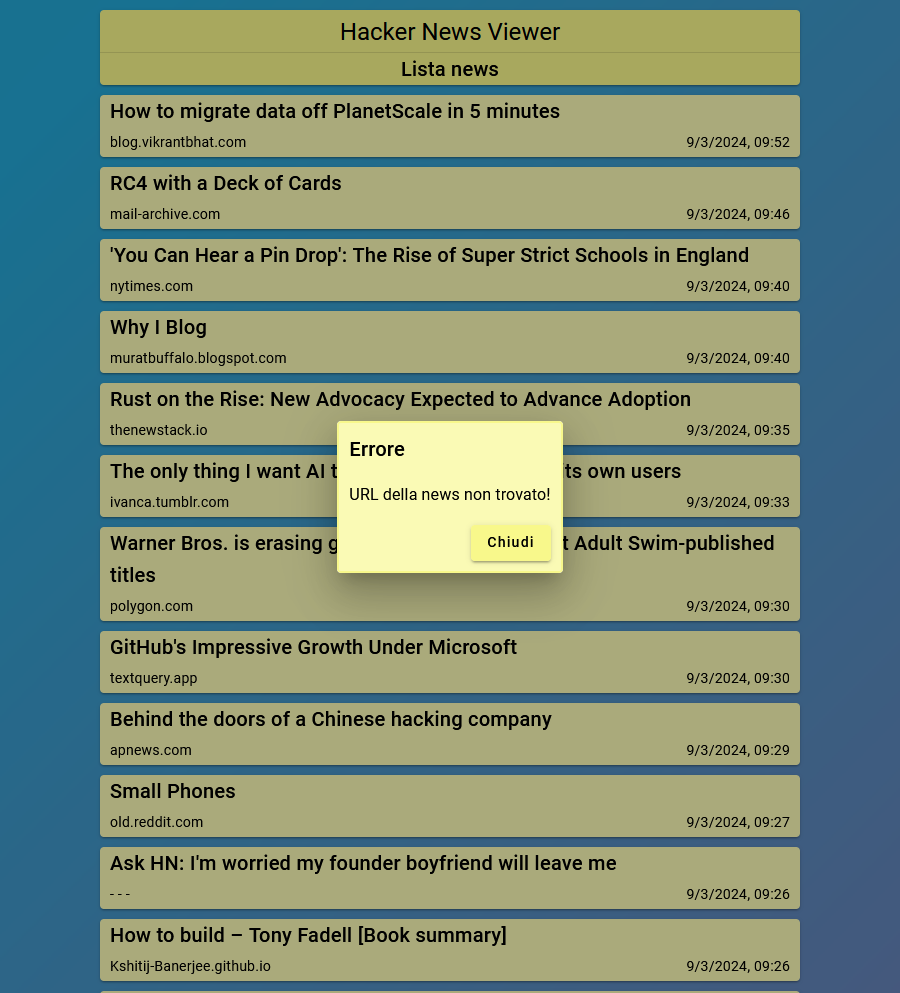 Hacker News Viewer
Lista news
How to migrate data off PlanetScale in 5 minutes
blog.vikrantbhat.com 9/3/2024, 09:52
RC4 with a Deck of Cards
mail-archive.com 9/3/2024, 09:46
'You Can Hear a Pin Drop': The Rise of Super Strict Schools in England
nytimes.com 9/3/2024, 09:40
Why I Blog
muratbuffalo.blogspot.com 9/3/2024, 09:40
Rust on the Rise: New Advocacy Expected to Advance Adoption
thenewstack.io 9/3/2024, 09:35
The only thing I want AI t ts own users
ivanca.tumblr.com 9/3/2024, 09:33
Warner Bros. is erasing g t Adult Swim-published
titles
polygon.com 9/3/2024, 09:30
Errore
URL della news non trovato!
Chiudi
GitHub's Impressive Growth Under Microsoft
textquery.app 9/3/2024, 09:30
Behind the doors of a Chinese hacking company
apnews.com 9/3/2024, 09:29
Small Phones
old.reddit.com 9/3/2024, 09:27
Ask HN: I'm worried my founder boyfriend will leave me
- - - 9/3/2024, 09:26
How to build – Tony Fadell [Book summary]
Kshitij-Banerjee.github.io 9/3/2024, 09:26